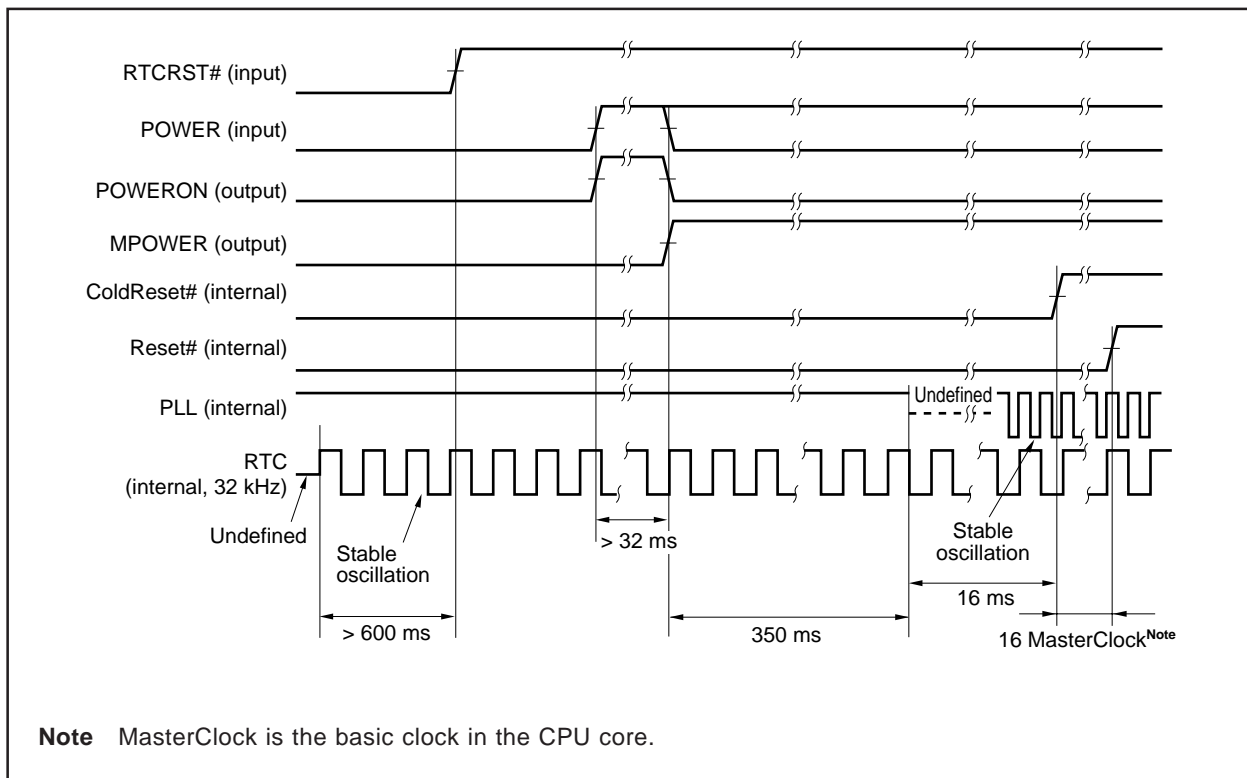 RTCRST# (input)
POWER (input)
POWERON (output)
MPOWER (output)
ColdReset# (internal)
Reset# (internal)
PLL (internal)
Undefined
RTC
(internal, 32 kHz)
Undefined
Stable
oscillation
> 32 ms
Stable
oscillation
> 600 ms
350 ms
16 ms
16 MasterClockNote
Note MasterClock is the basic clock in the CPU core.